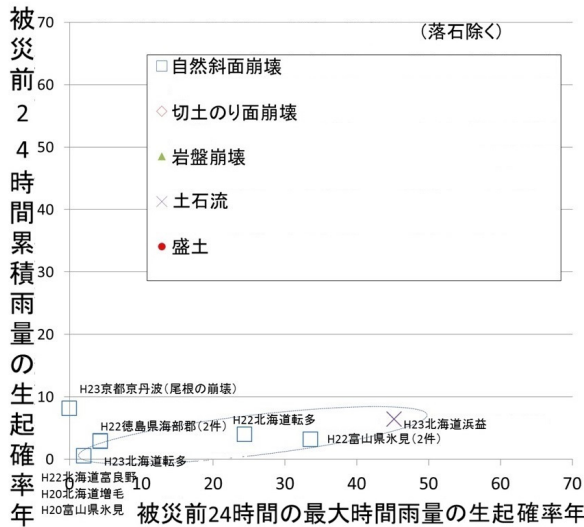 被災前24時間累積雨量の生起確率年
(落石除く)
70
60
50
40
30
20
10
0
自然斜面崩壊
切土のり面崩壊
岩盤崩壊
土石流
盛土
H23京都京丹波(尾根の崩壊)
H22徳島県海部郡(2件)
H22北海道転多
H23北海道浜益
H22富山県氷見(2件)
H23北海道転多
0 10 20 30 40 50 60 70
H22北海道富良野
H20北海道増毛
H20富山県氷見
被災前24時間の最大時間雨量の生起確率年